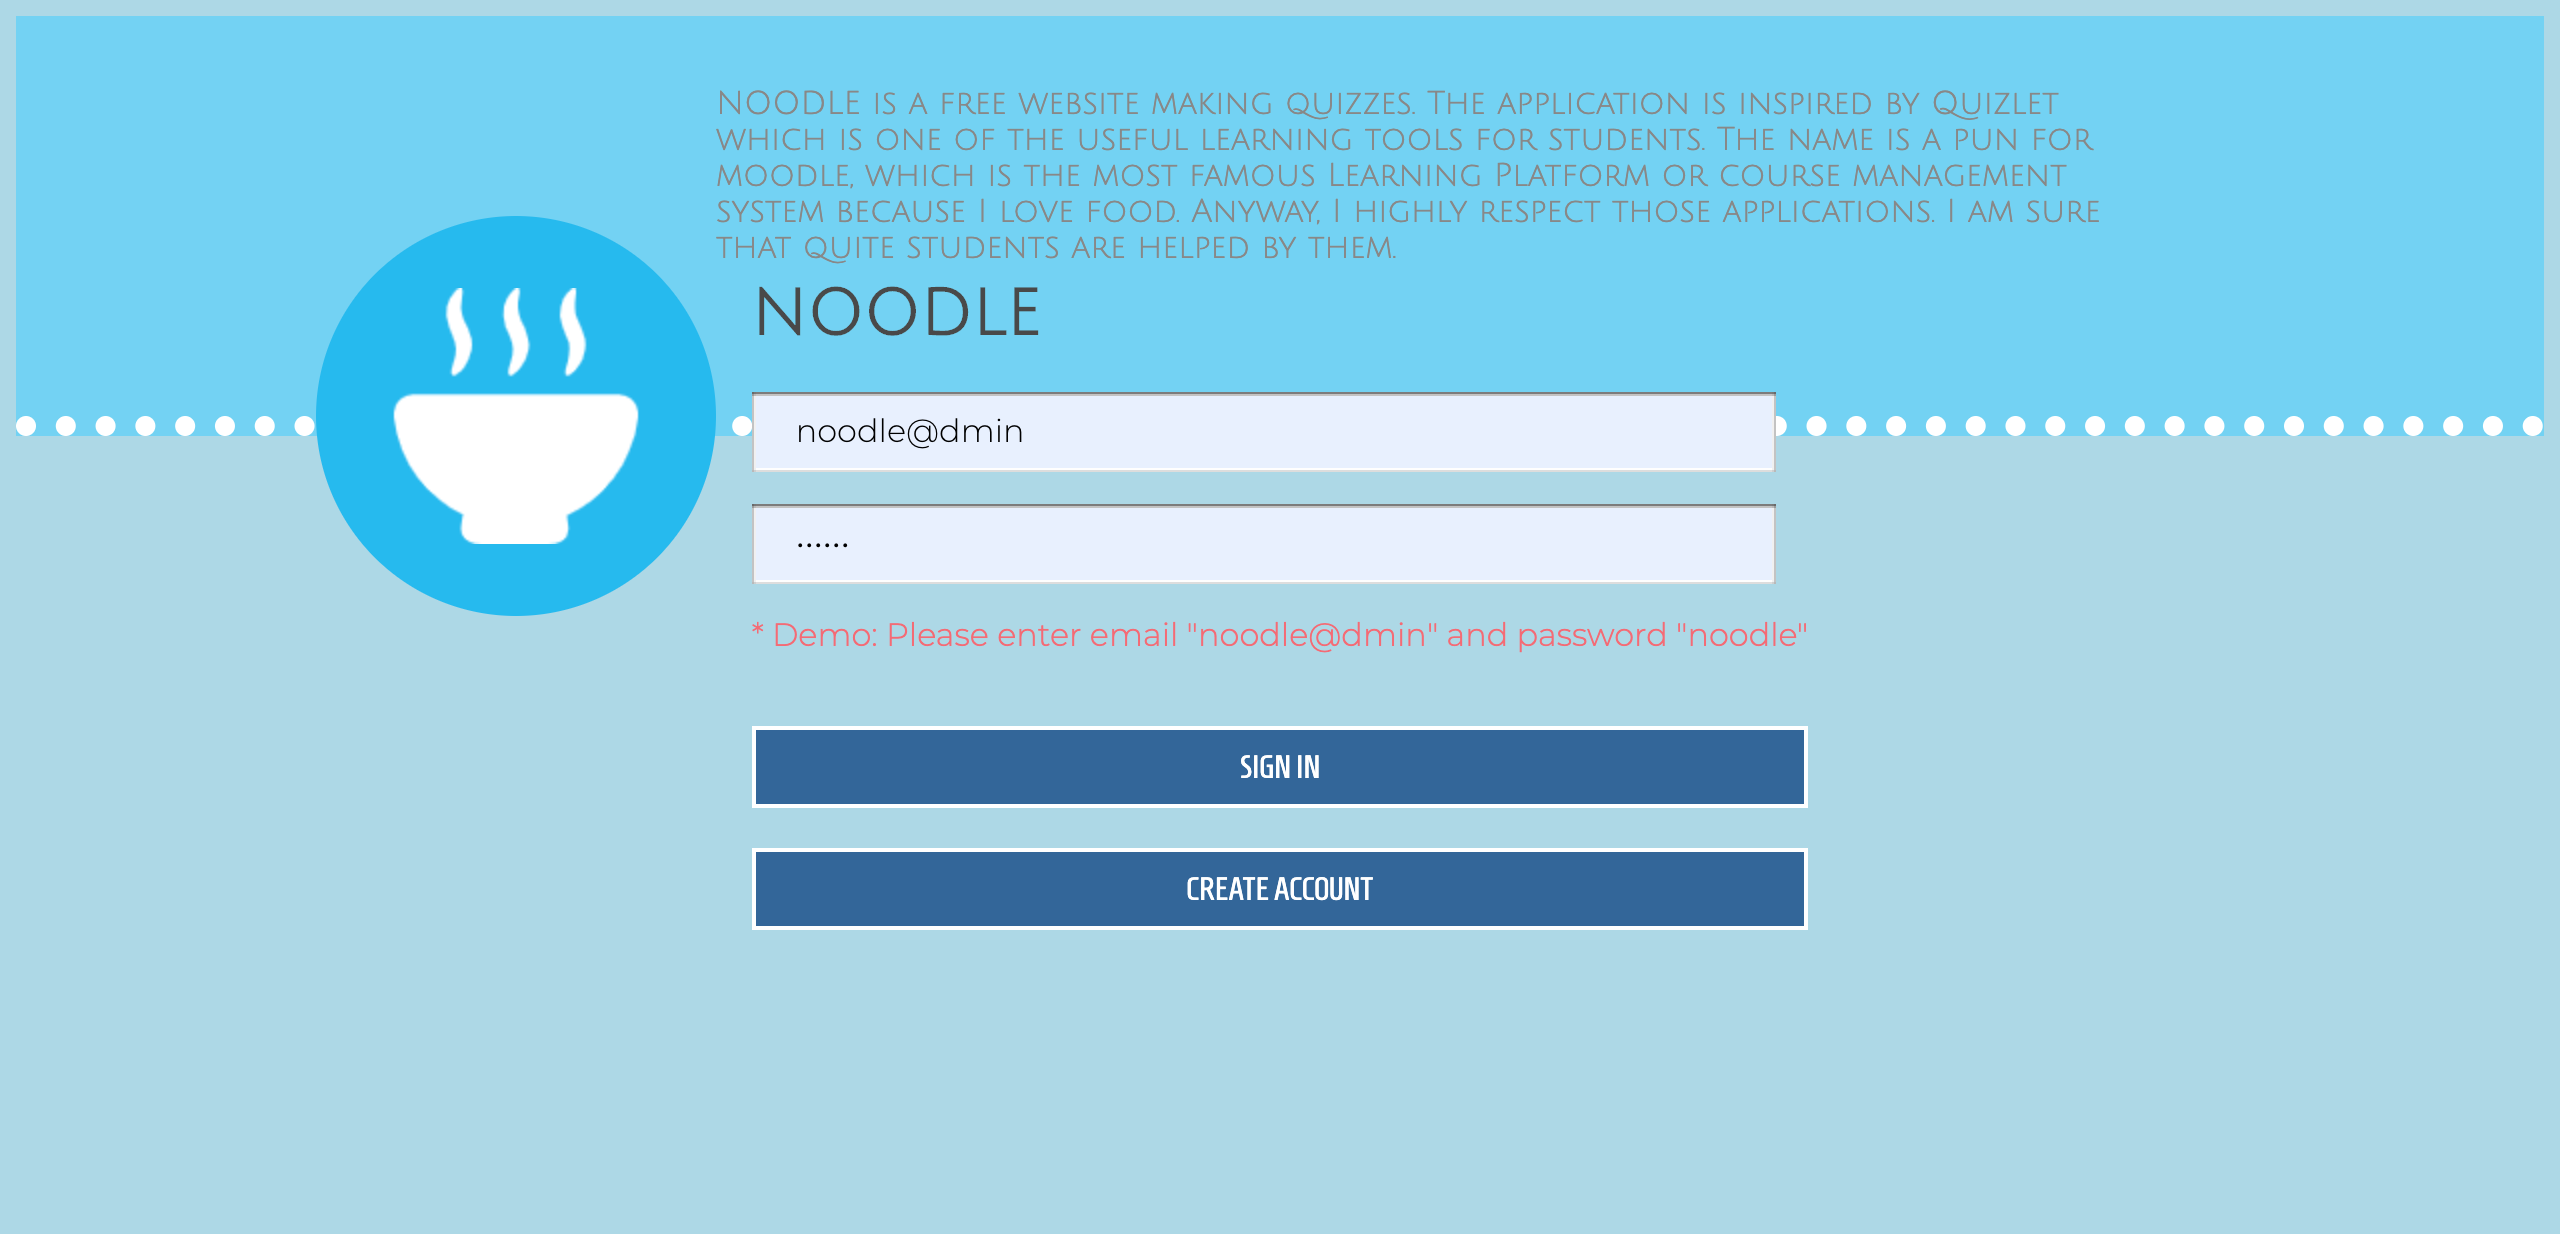 NOODLE is a free website making quizzes. The application is inspired by Quizlet
which is one of the useful learning tools for students. The name is a pun for
moodle, which is the most famous Learning Platform or course management
system because I love food. Anyway, I highly respect those applications. I am sure
that quite students are helped by them.
NOODLE
noodle@dmin
······
* Demo: Please enter email "noodle@dmin" and password "noodle"
SIGN IN
CREATE ACCOUNT